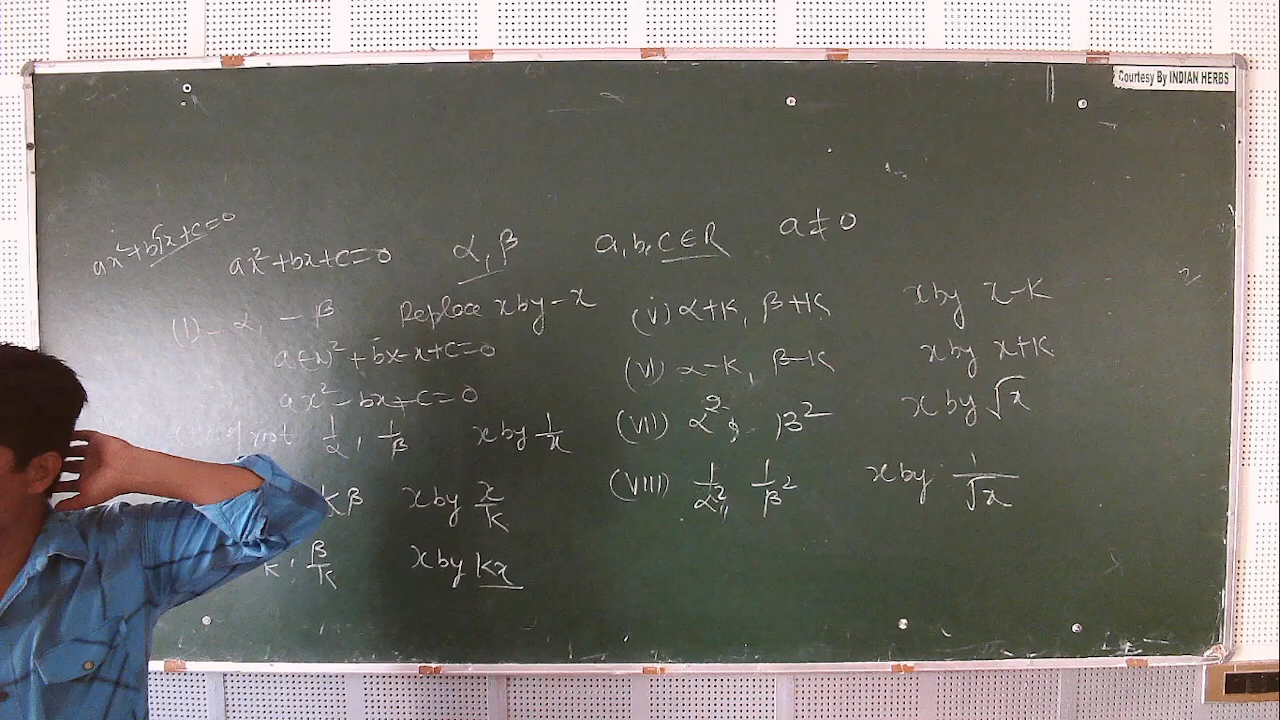 Courtesy By INDIAN HERBS
ax²+b√x+c=0
ax²+bx+c=0 α, β a, b, c ∈ R a ≠ 0
(I) -α, -β Replace x by -x
a(-x)²+bx-x+c=0
ax²-bx+c=0
1/α, 1/β x by 1/x
kβ x by x/k
k, β/k x by kx
(V) α+k, β+k x by x-k
(VI) α-k, β-k x by x+k
(VII) α², β² x by √x
(VIII) 1/α², 1/β² x by 1/√x